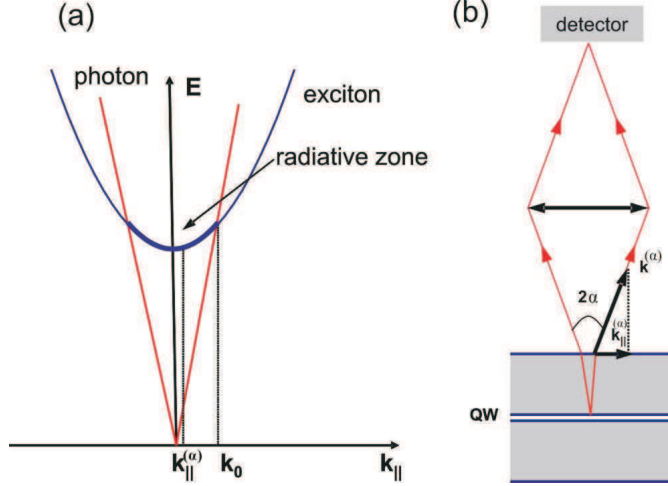 (a)
photon
E
exciton
radiative zone
k||(α)
k0
k||
(b)
detector
2α
k(α)
k||(α)
QW